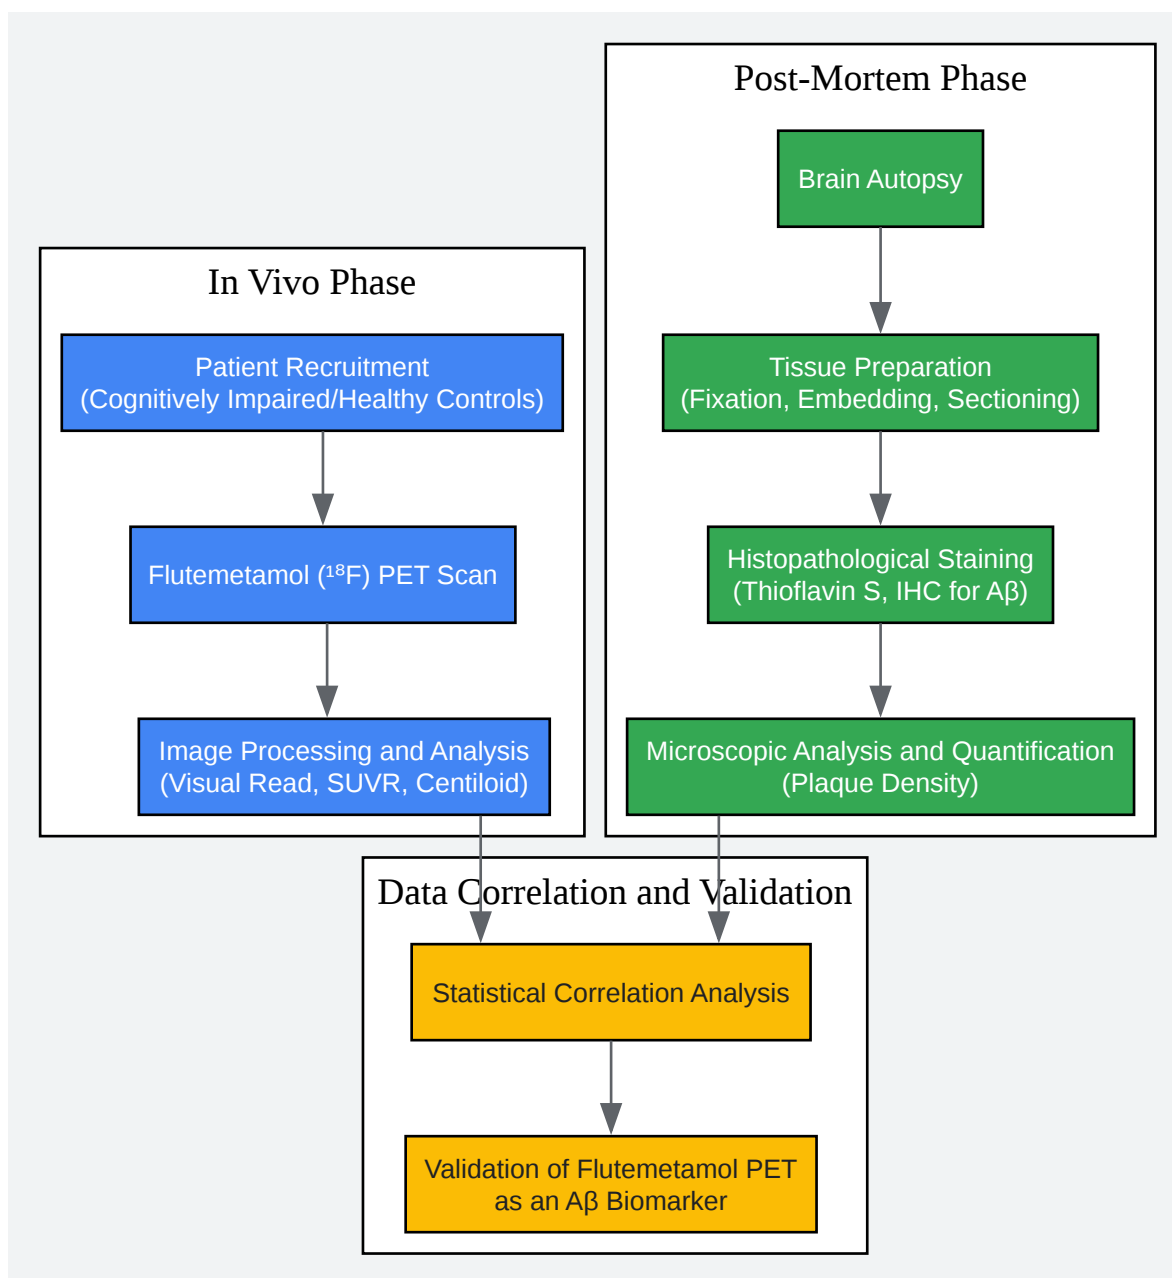 Post-Mortem Phase
Brain Autopsy
Tissue Preparation
(Fixation, Embedding, Sectioning)
Histopathological Staining
(Thioflavin S, IHC for Aβ)
Microscopic Analysis and Quantification
(Plaque Density)
In Vivo Phase
Patient Recruitment
(Cognitively Impaired/Healthy Controls)
Flutemetamol (¹⁸F) PET Scan
Image Processing and Analysis
(Visual Read, SUVR, Centiloid)
Data Correlation and Validation
Statistical Correlation Analysis
Validation of Flutemetamol PET
as an Aβ Biomarker